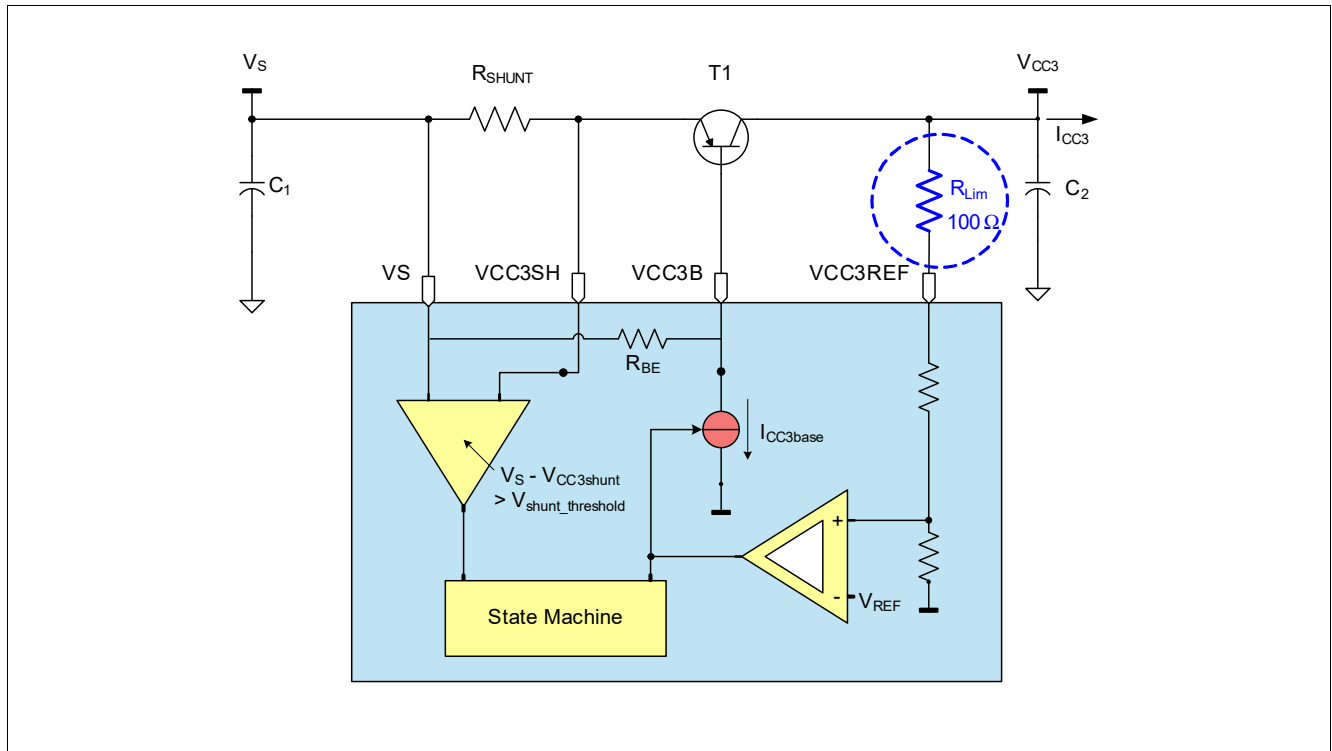 VS
RSHUNT
T1
VCC3
ICC3
C1
RLim
100 Ω
C2
VS
VCC3SH
VCC3B
VCC3REF
RBE
ICC3base
VS - VCC3shunt
> Vshunt_threshold
+
-
VREF
State Machine